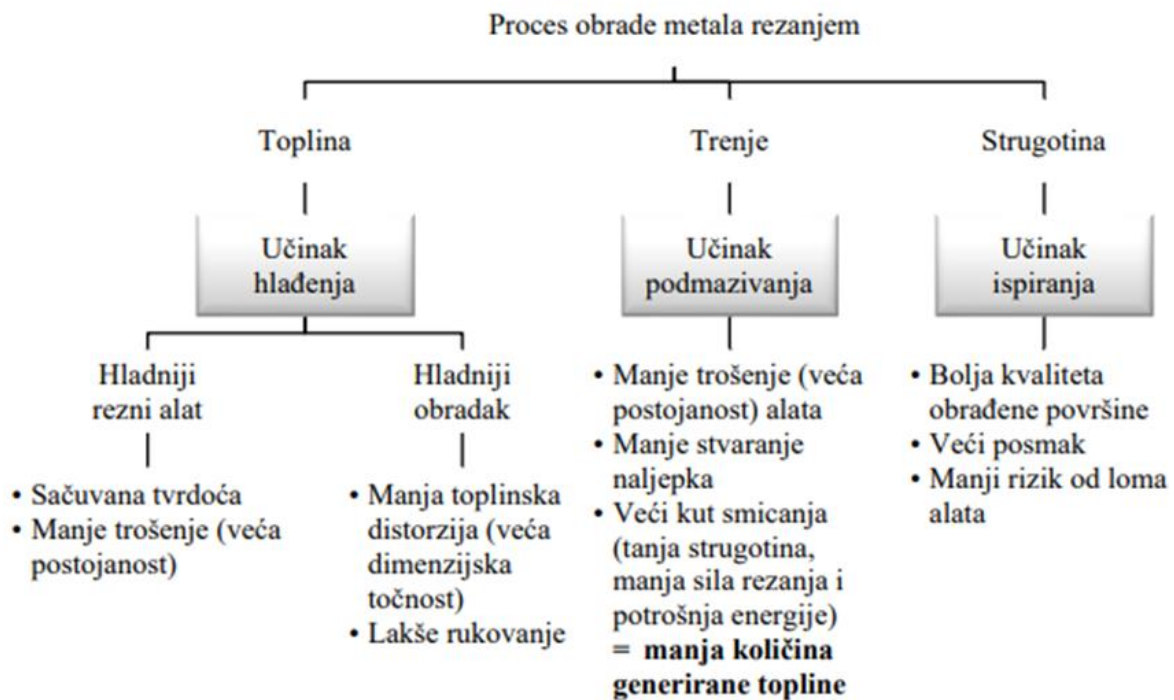 Proces obrade metala rezanjem
Toplina
Trenje
Strugotina
Učinak
hlađenja
Učinak
podmazivanja
Učinak
ispiranja
Hladniji
rezni alat
Hladniji
obradak
• Sačuvana tvrdoća
• Manje trošenje (veća
postojanost)
• Manja toplinska
distorzija (veća
dimenzijska
točnost)
• Lakše rukovanje
• Manje trošenje (veća
postojanost) alata
• Manje stvaranje
naljepka
• Veći kut smicanja
(tanja strugotina,
manja sila rezanja i
potrošnja energije)
= manja količina
generirane topline
• Bolja kvaliteta
obrađene površine
• Veći posmak
• Manji rizik od loma
alata